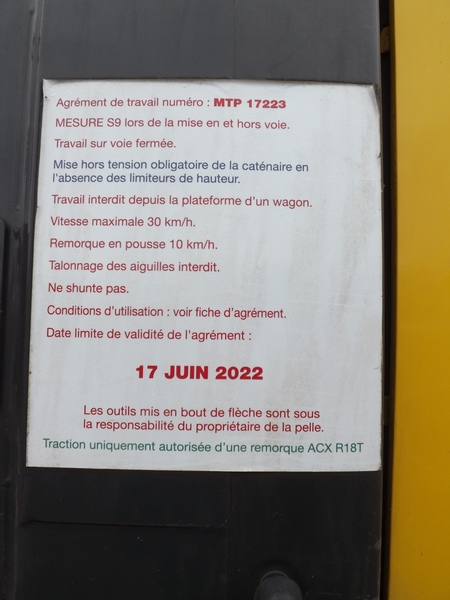 Agrément de travail numéro : MTP 17223
MESURE S9 lors de la mise en et hors voie.
Travail sur voie fermée.
Mise hors tension obligatoire de la caténaire en
l'absence des limiteurs de hauteur.
Travail interdit depuis la plateforme d'un wagon.
Vitesse maximale 30 km/h.
Remorque en pousse 10 km/h.
Talonnage des aiguilles interdit.
Ne shunte pas.
Conditions d'utilisation : voir fiche d'agrément.
Date limite de validité de l'agrément :
17 JUIN 2022
Les outils mis en bout de flèche sont sous
la responsabilité du propriétaire de la pelle.
Traction uniquement autorisée d'une remorque ACX R18T